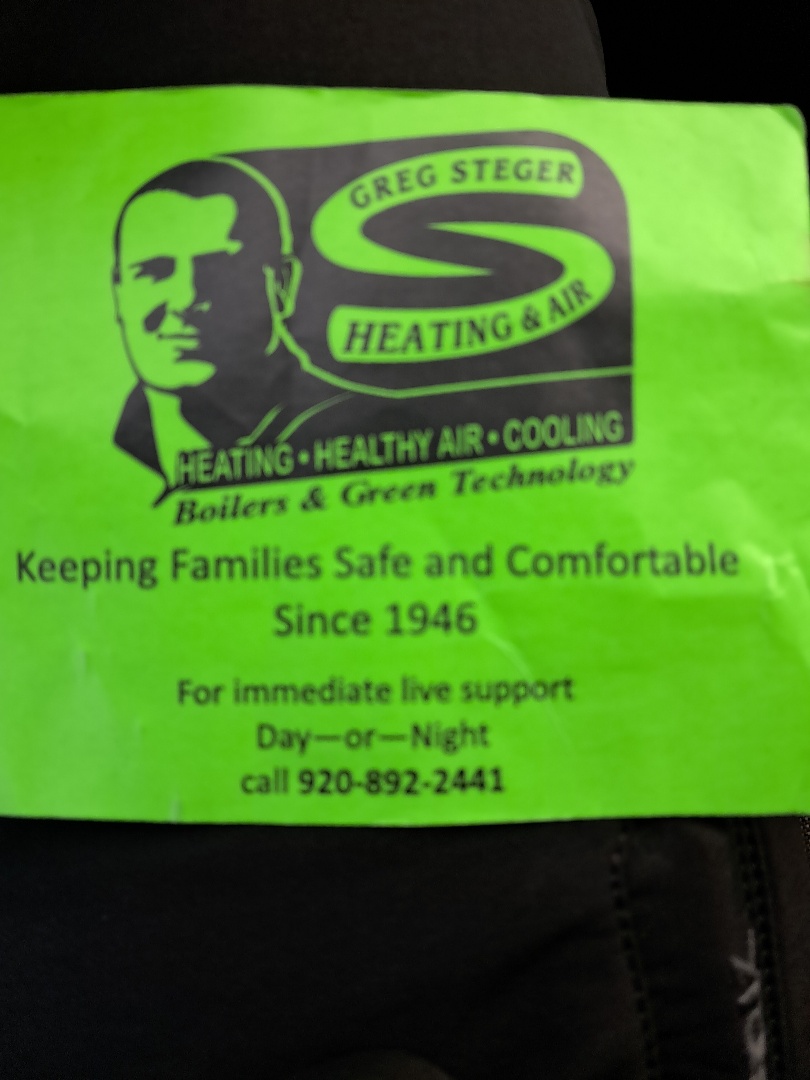 GREG STEGER
HEATING & AIR
HEATING • HEALTHY AIR • COOLING
Boilers & Green Technology
Keeping Families Safe and Comfortable
Since 1946
For immediate live support
Day—or—Night
call 920-892-2441